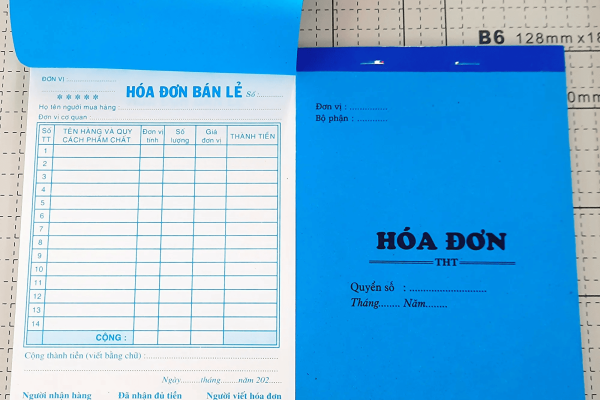 B6 128mm x 18
0mm
ĐƠN VỊ ..............
* * * * *
HÓA ĐƠN BÁN LẺ Số :...........
Họ tên người mua hàng :........................
Đơn vị cơ quan :........................
Số TT
TÊN HÀNG VÀ QUY CÁCH PHẨM CHẤT
Đơn vị tính
Số lượng
Giá đơn vị
THÀNH TIỀN
1
2
3
4
5
6
7
8
9
10
11
12
13
14
CỘNG :
Cộng thành tiền (viết bằng chữ) :........................
Ngày.........tháng.........năm 202.....
Người nhận hàng Đã nhận đủ tiền Người viết hóa đơn
Đơn vị : ..............
Bộ phận : ............
HÓA ĐƠN
THT
Quyển số : ...........................
Tháng........ Năm........